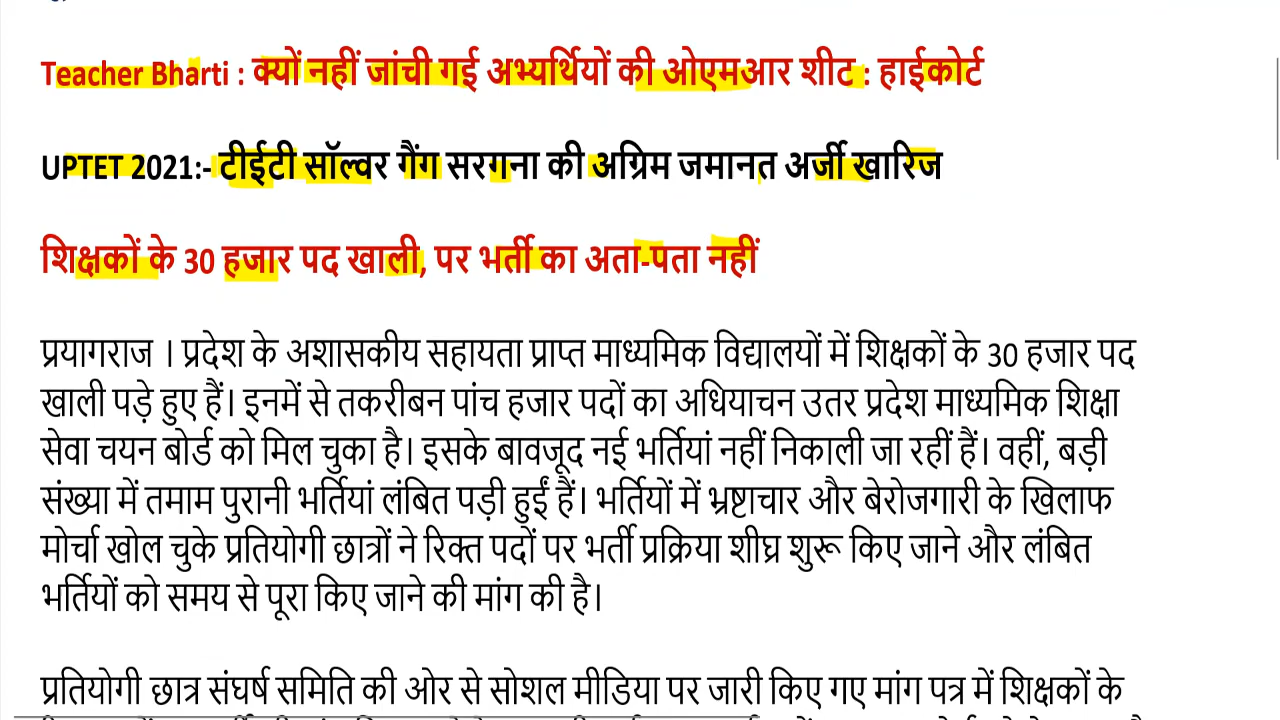 Teacher Bharti : क्यों नहीं जांची गई अभ्यर्थियों की ओएमआर शीट : हाईकोर्ट
UPTET 2021:- टीईटी सॉल्वर गैंग सरगना की अग्रिम जमानत अर्जी खारिज
शिक्षकों के 30 हजार पद खाली, पर भर्ती का अता-पता नहीं
प्रयागराज । प्रदेश के अशासकीय सहायता प्राप्त माध्यमिक विद्यालयों में शिक्षकों के 30 हजार पद
खाली पड़े हुए हैं। इनमें से तकरीबन पांच हजार पदों का अधियाचन उतर प्रदेश माध्यमिक शिक्षा
सेवा चयन बोर्ड को मिल चुका है। इसके बावजूद नई भर्तियां नहीं निकाली जा रहीं हैं। वहीं, बड़ी
संख्या में तमाम पुरानी भर्तियां लंबित पड़ी हुईं हैं। भर्तियों में भ्रष्टाचार और बेरोजगारी के खिलाफ
मोर्चा खोल चुके प्रतियोगी छात्रों ने रिक्त पदों पर भर्ती प्रक्रिया शीघ्र शुरू किए जाने और लंबित
भर्तियों को समय से पूरा किए जाने की मांग की है।
प्रतियोगी छात्र संघर्ष समिति की ओर से सोशल मीडिया पर जारी किए गए मांग पत्र में शिक्षकों के